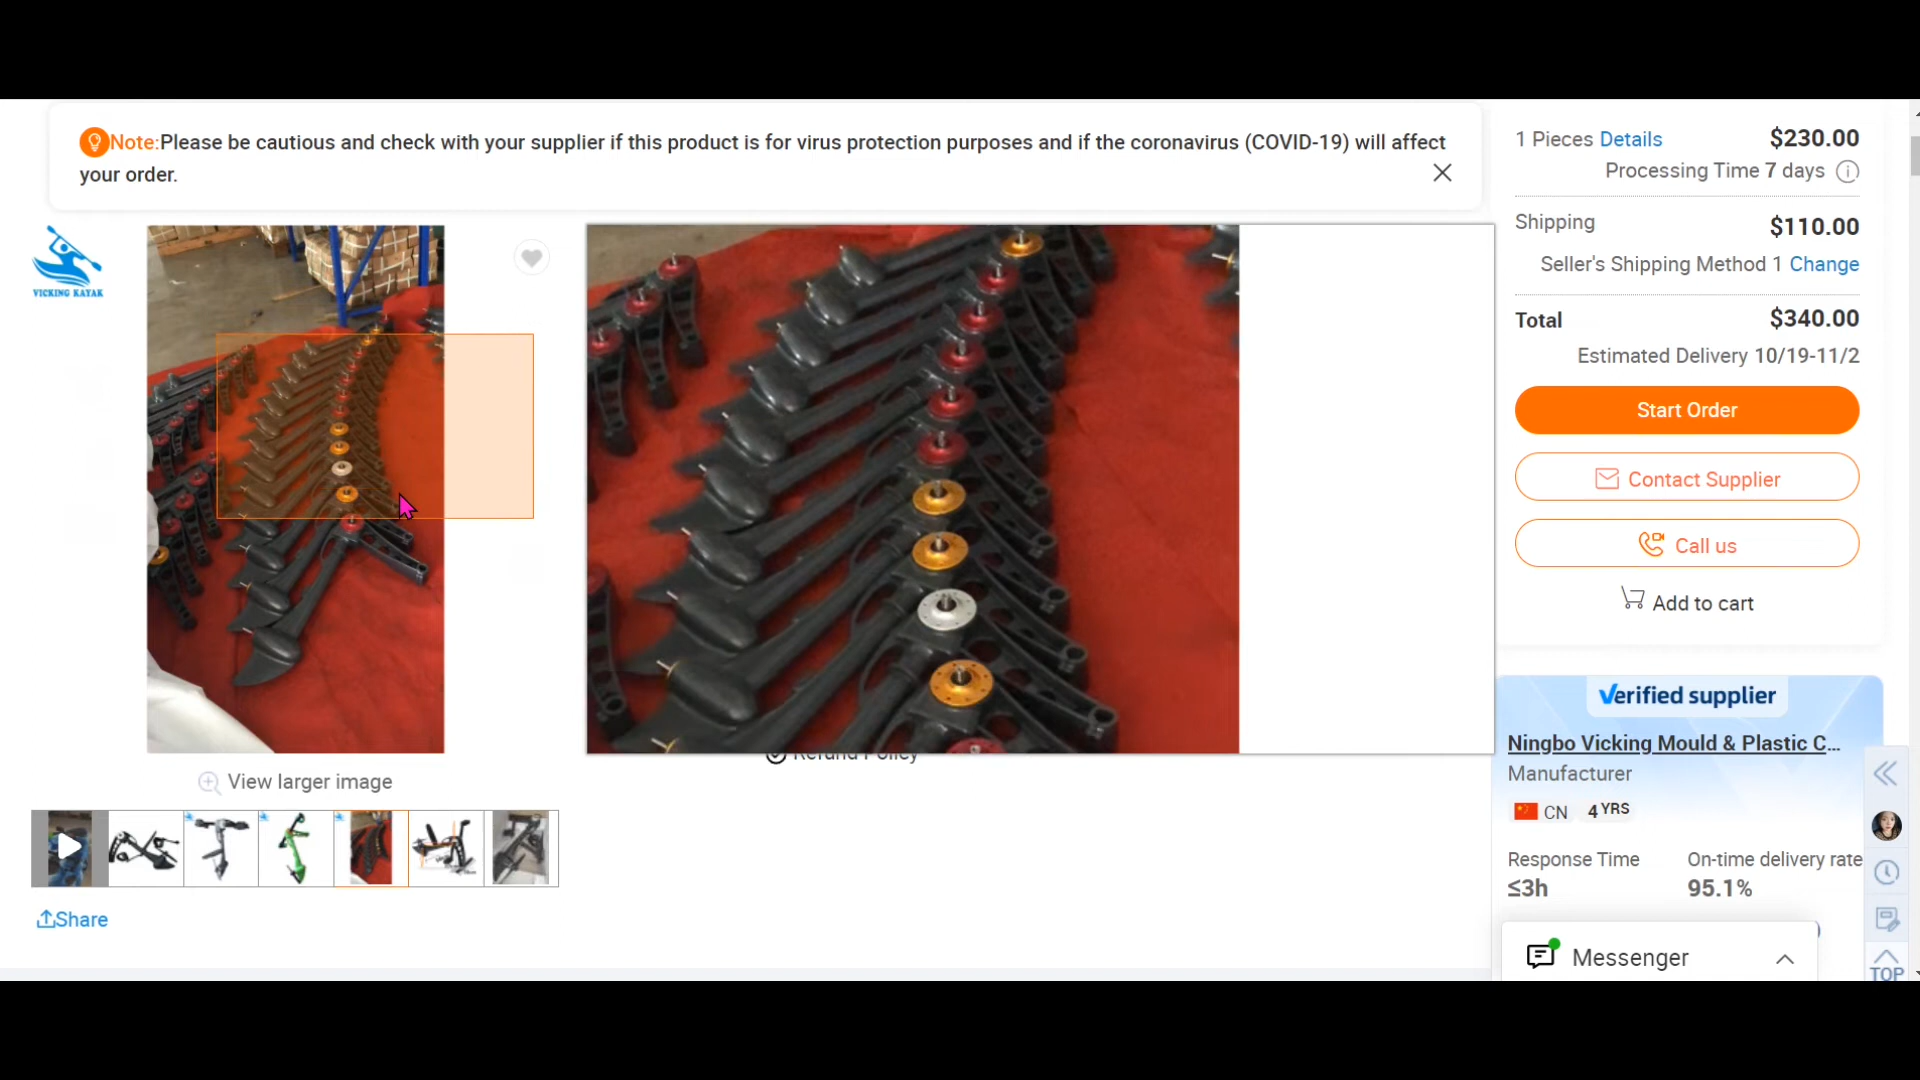 Note:Please be cautious and check with your supplier if this product is for virus protection purposes and if the coronavirus (COVID-19) will affect
your order.
VICKING KAYAK
View larger image
Share
Refund Policy
1 Pieces Details $230.00
Processing Time 7 days
Shipping $110.00
Seller's Shipping Method 1 Change
Total $340.00
Estimated Delivery 10/19-11/2
Start Order
Contact Supplier
Call us
Add to cart
Verified supplier
Ningbo Vicking Mould & Plastic C...
Manufacturer
CN 4 YRS
Response Time On-time delivery rate
≤3h 95.1%
Messenger
TOP